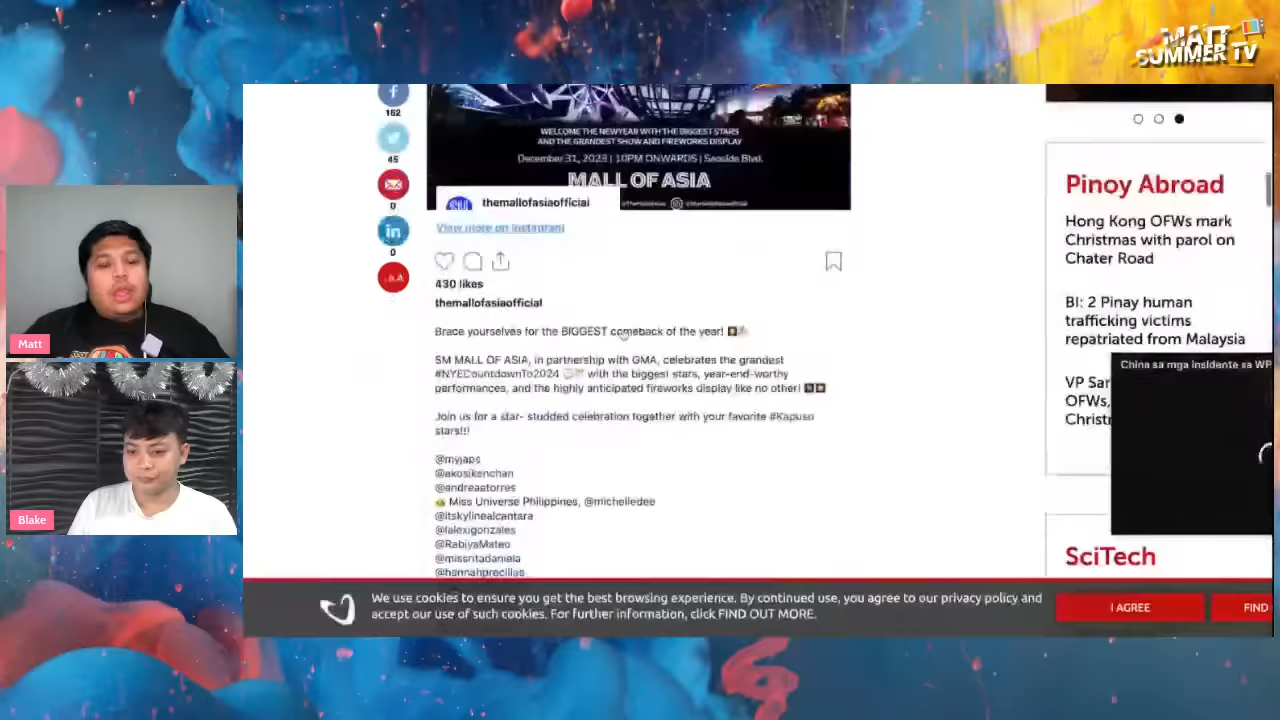 MATT
SUMMER TV
162
45
0
0
WELCOME THE NEWYEAR WITH THE BIGGEST STARS
AND THE GRANDEST SHOW AND FIREWORKS DISPLAY
December 31, 2023 | 10PM ONWARDS | Seaside Blvd.
MALL OF ASIA
themallofasiaofficial
View more on Instagram
430 likes
themallofasiaofficial
Brace yourselves for the BIGGEST comeback of the year!
SM MALL OF ASIA, in partnership with GMA, celebrates the grandest
#NYECountdownTo2024 with the biggest stars, year-end-worthy
performances, and the highly anticipated fireworks display like no other!
Join us for a star- studded celebration together with your favorite #Kapuso
stars!!!
@myjaps
@akosikenchan
@andreaetorres
Miss Universe Philippines, @michelledee
@itskylinealcantara
@lalexigonzales
@RabiyaMateo
@missritadaniela
@hannahprecillas
Pinoy Abroad
Hong Kong OFWs mark
Christmas with parol on
Chater Road
BI: 2 Pinay human
trafficking victims
repatriated from Malaysia
VP Sar
OFWs,
Christ
China sa mga insidente sa WP
SciTech
We use cookies to ensure you get the best browsing experience. By continued use, you agree to our privacy policy and
accept our use of such cookies. For further information, click FIND OUT MORE.
I AGREE
FIND
Matt
Blake